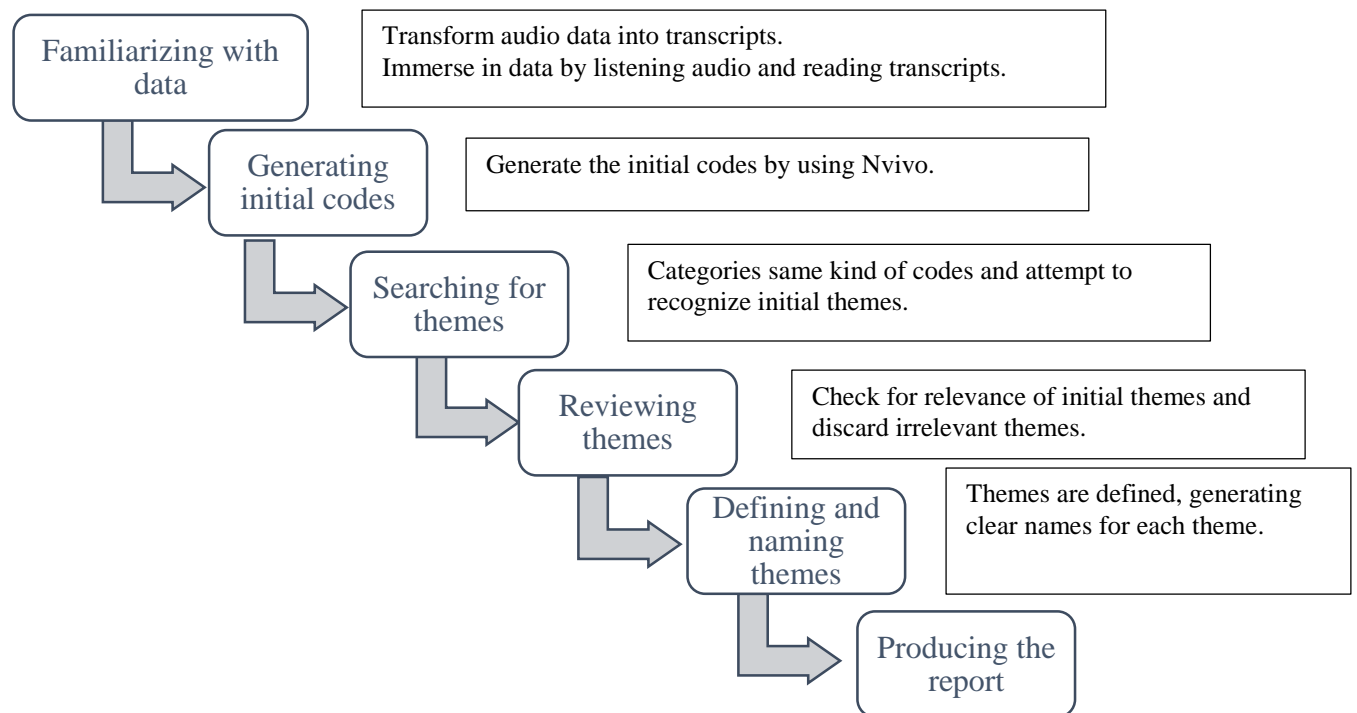 Familiarizing with
data
Transform audio data into transcripts.
Immerse in data by listening audio and reading transcripts.
Generating
initial codes
Generate the initial codes by using Nvivo.
Searching for
themes
Categories same kind of codes and attempt to
recognize initial themes.
Reviewing
themes
Check for relevance of initial themes and
discard irrelevant themes.
Defining and
naming
themes
Themes are defined, generating
clear names for each theme.
Producing the
report